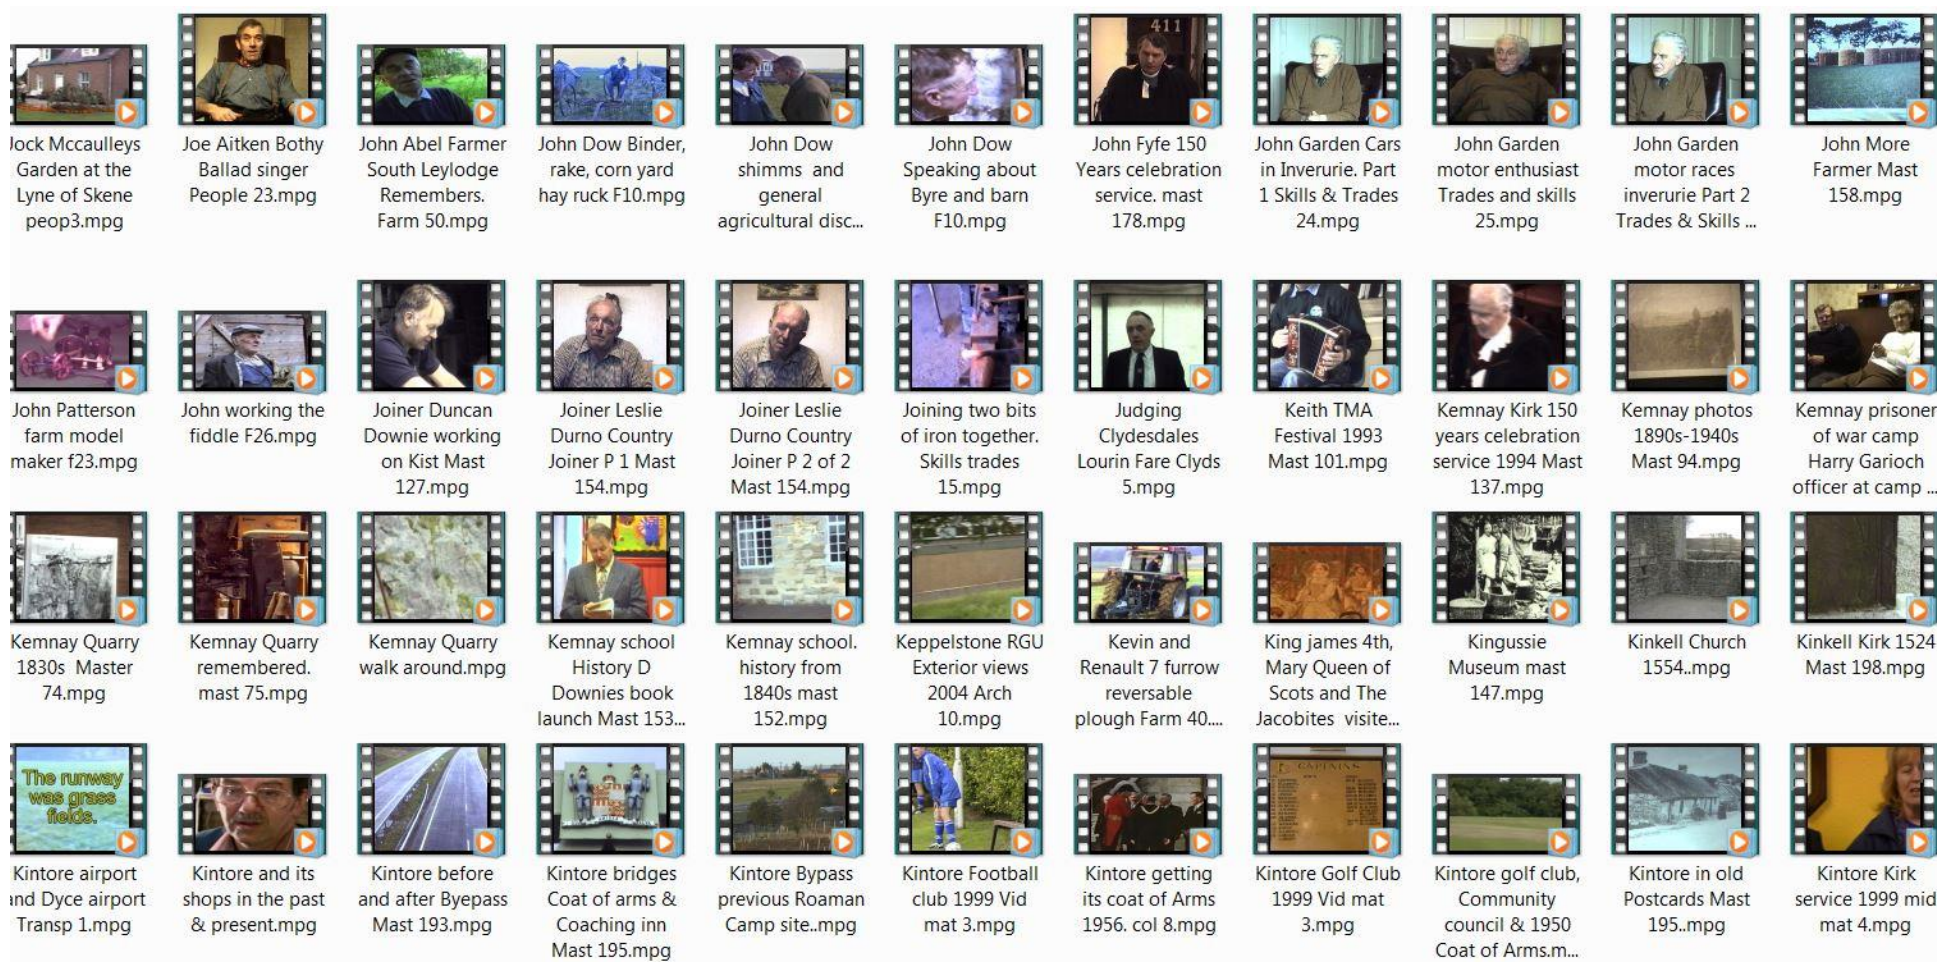 411
Jock Mccaulleys
Garden at the
Lyne of Skene
peop3.mpg
Joe Aitken Bothy
Ballad singer
People 23.mpg
John Abel Farmer
South Leylodge
Remembers.
Farm 50.mpg
John Dow Binder,
rake, corn yard
hay ruck F10.mpg
John Dow
shimms and
general
agricultural disc...
John Dow
Speaking about
Byre and barn
F10.mpg
John Fyfe 150
Years celebration
service. mast
178.mpg
John Garden Cars
in Inverurie. Part
1 Skills & Trades
24.mpg
John Garden
motor enthusiast
Trades and skills
25.mpg
John Garden
motor races
inverurie Part 2
Trades & Skills ...
John More
Farmer Mast
158.mpg
John Patterson
farm model
maker f23.mpg
John working the
fiddle F26.mpg
Joiner Duncan
Downie working
on Kist Mast
127.mpg
Joiner Leslie
Durno Country
Joiner P 1 Mast
154.mpg
Joiner Leslie
Durno Country
Joiner P 2 of 2
Mast 154.mpg
Joining two bits
of iron together.
Skills trades
15.mpg
Judging
Clydesdales
Lourin Fare Clyds
5.mpg
Keith TMA
Festival 1993
Mast 101.mpg
Kemnay Kirk 150
years celebration
service 1994 Mast
137.mpg
Kemnay photos
1890s-1940s
Mast 94.mpg
Kemnay prisoner
of war camp
Harry Garioch
officer at camp ...
Kemnay Quarry
1830s Master
74.mpg
Kemnay Quarry
remembered.
mast 75.mpg
Kemnay Quarry
walk around.mpg
Kemnay school
History D
Downies book
launch Mast 153...
Kemnay school.
history from
1840s mast
152.mpg
Keppelstone RGU
Exterior views
2004 Arch
10.mpg
Kevin and
Renault 7 furrow
reversable
plough Farm 40....
King james 4th,
Mary Queen of
Scots and The
Jacobites visite...
Kingussie
Museum mast
147.mpg
Kinkell Church
1554..mpg
Kinkell Kirk 1524
Mast 198.mpg
The runway
was grass
fields.
Kintore airport
and Dyce airport
Transp 1.mpg
Kintore and its
shops in the past
& present.mpg
Kintore before
and after Byepass
Mast 193.mpg
Kintore bridges
Coat of arms &
Coaching inn
Mast 195.mpg
Kintore Bypass
previous Roaman
Camp site..mpg
Kintore Football
club 1999 Vid
mat 3.mpg
Kintore getting
its coat of Arms
1956. col 8.mpg
CAPTAINS
Kintore Golf Club
1999 Vid mat
3.mpg
Kintore golf club,
Community
council & 1950
Coat of Arms.m...
Kintore in old
Postcards Mast
195..mpg
Kintore Kirk
service 1999 mid
mat 4.mpg